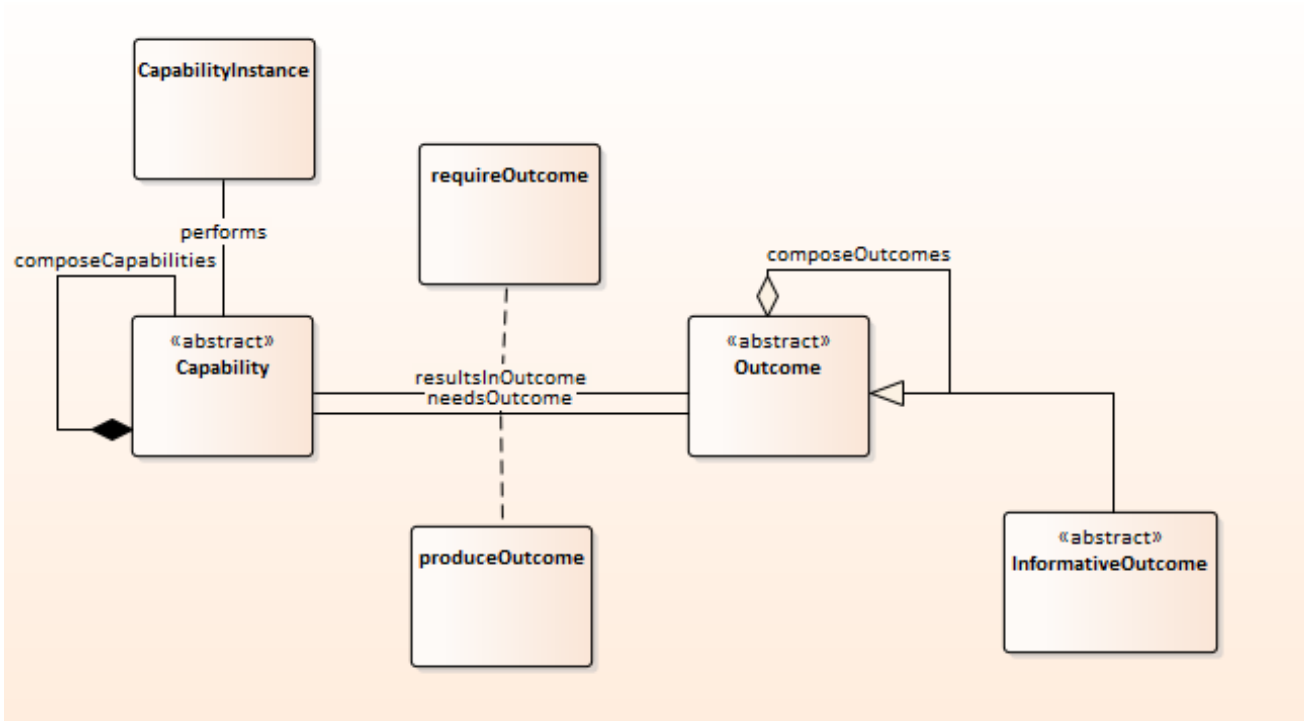 CapabilityInstance
requireOutcome
performs
composeCapabilities
composeOutcomes
«abstract»
Capability
«abstract»
Outcome
resultsInOutcome
needsOutcome
produceOutcome
«abstract»
InformativeOutcome